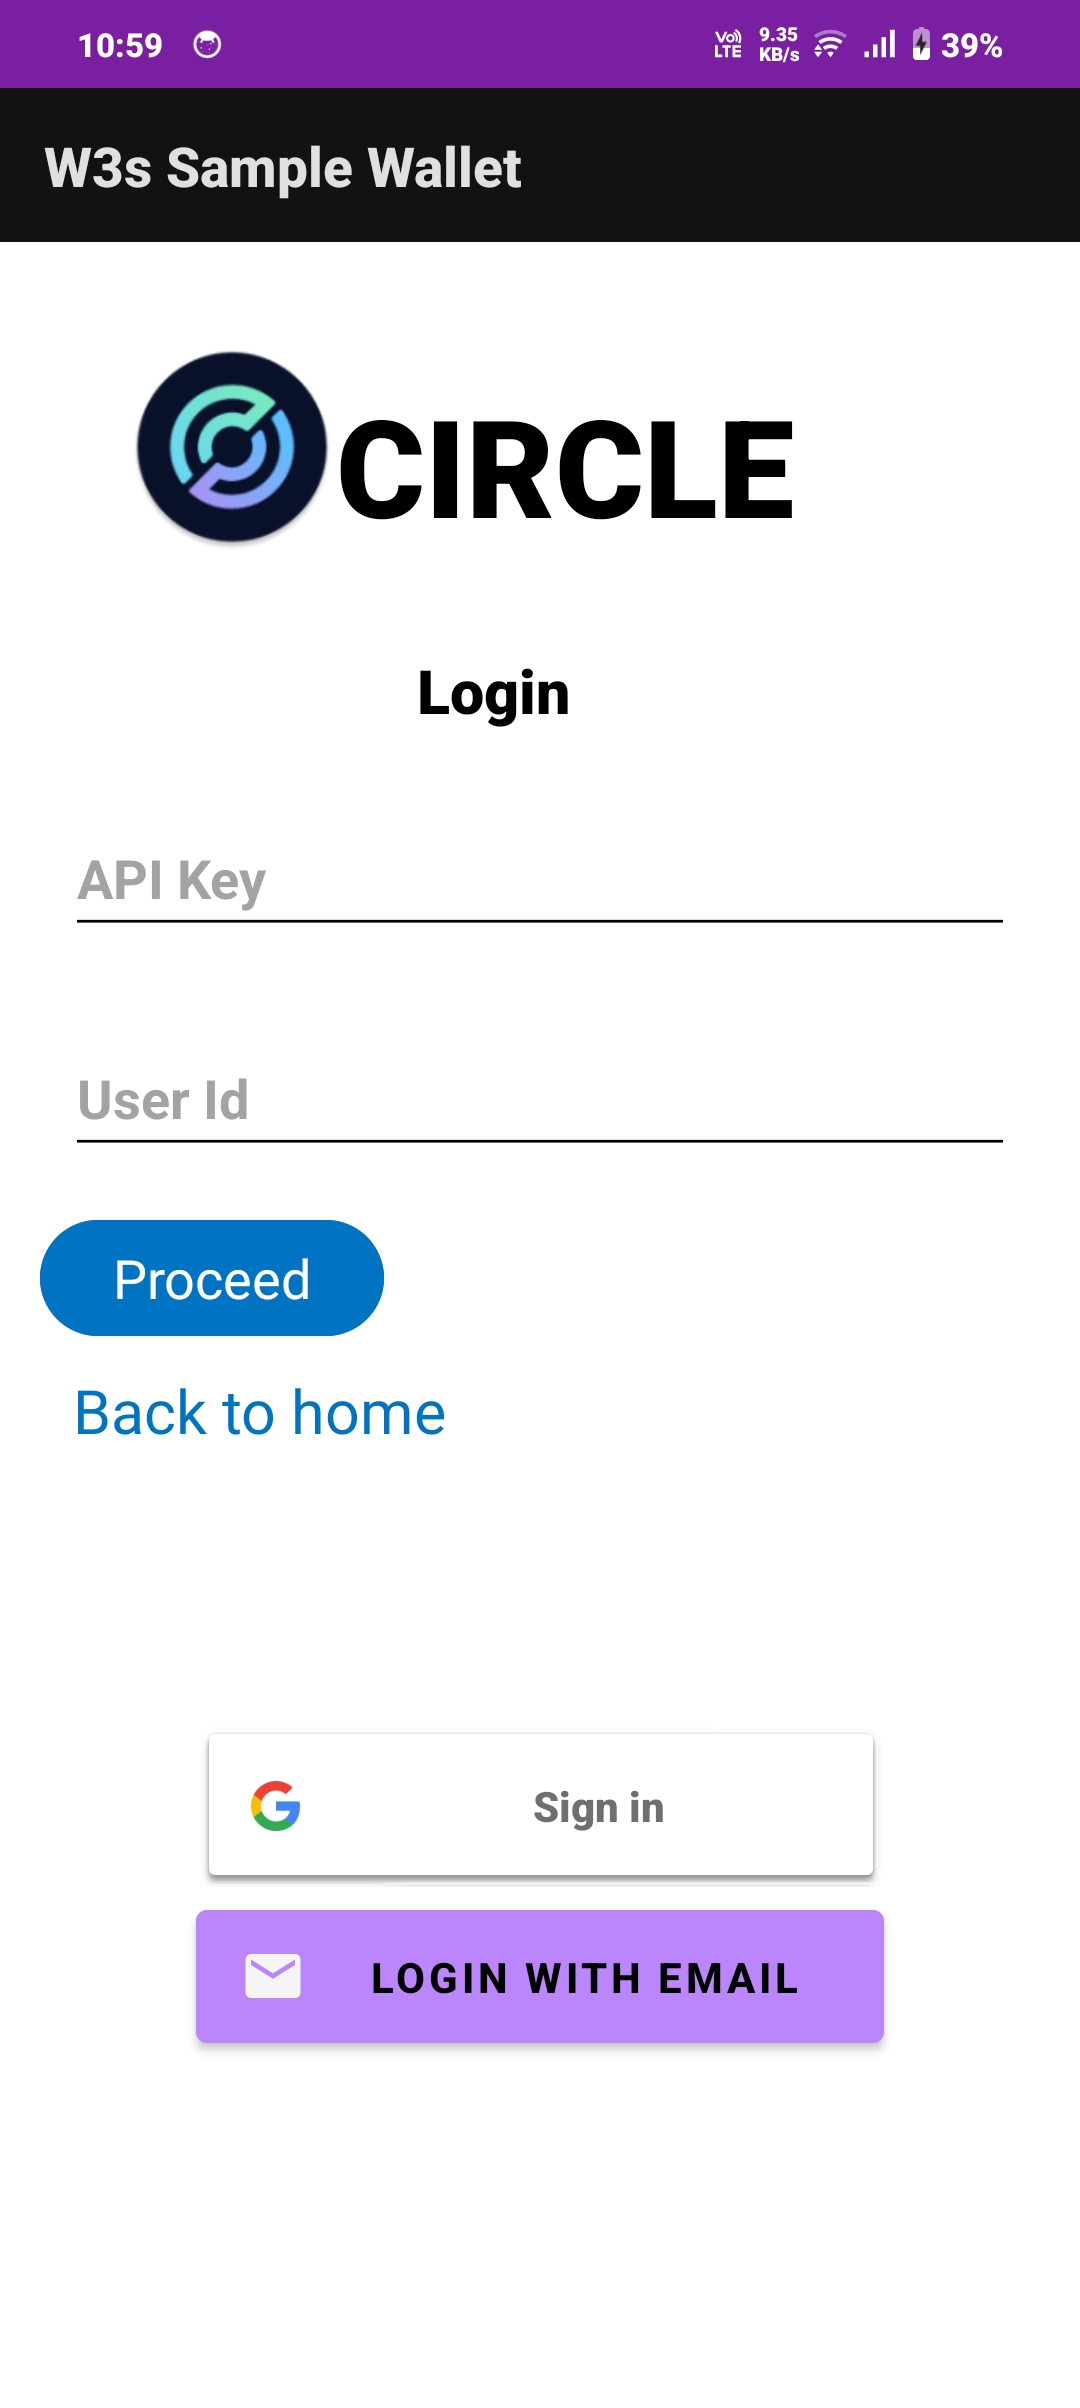 10:59
Vo)) LTE 9.35 KB/s 39%
W3s Sample Wallet
CIRCLE
Login
API Key
User Id
Proceed
Back to home
Sign in
LOGIN WITH EMAIL